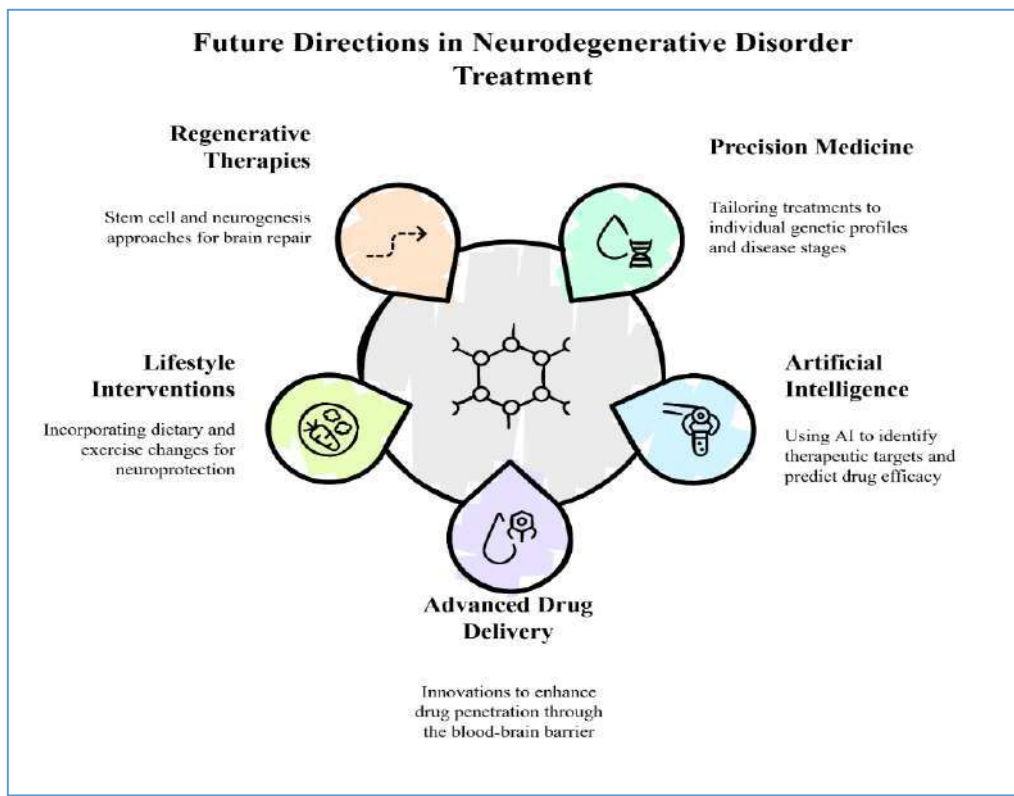 Future Directions in Neurodegenerative Disorder
Treatment
Regenerative
Therapies
Stem cell and neurogenesis
approaches for brain repair
Precision Medicine
Tailoring treatments to
individual genetic profiles
and disease stages
Lifestyle
Interventions
Incorporating dietary and
exercise changes for
neuroprotection
Artificial
Intelligence
Using AI to identify
therapeutic targets and
predict drug efficacy
Advanced Drug
Delivery
Innovations to enhance
drug penetration through
the blood-brain barrier